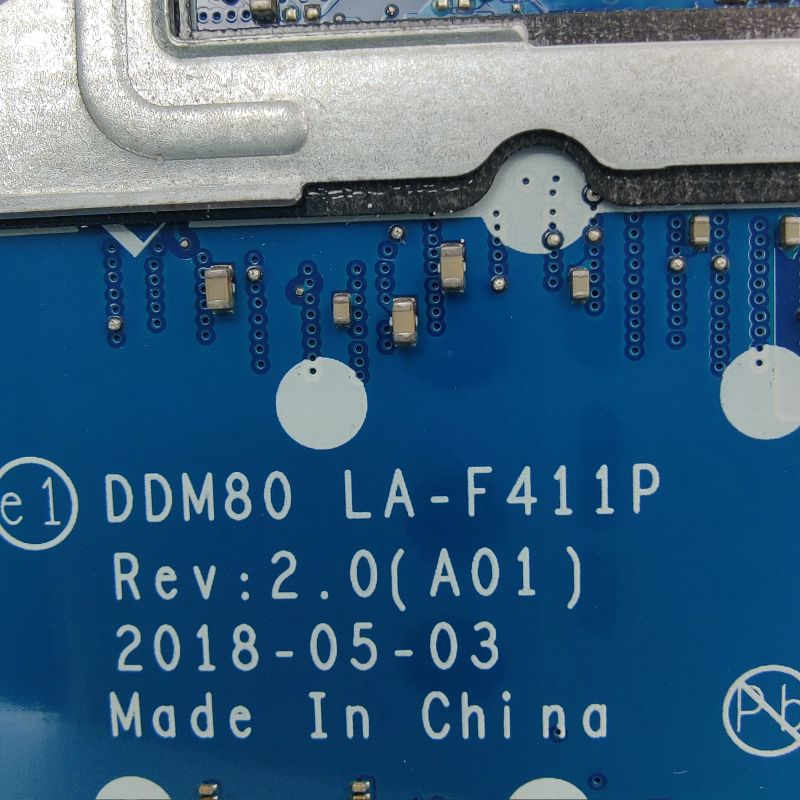 e1
DDM80 LA-F411P
Rev:2.0(A01)
2018-05-03
Made In China
Pb